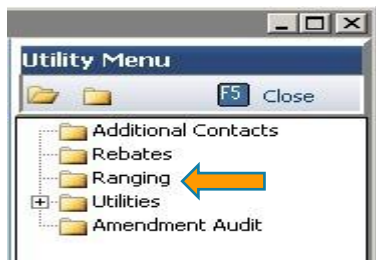 Utility Menu
F5 Close
Additional Contacts
Rebates
Ranging
Utilities
Amendment Audit